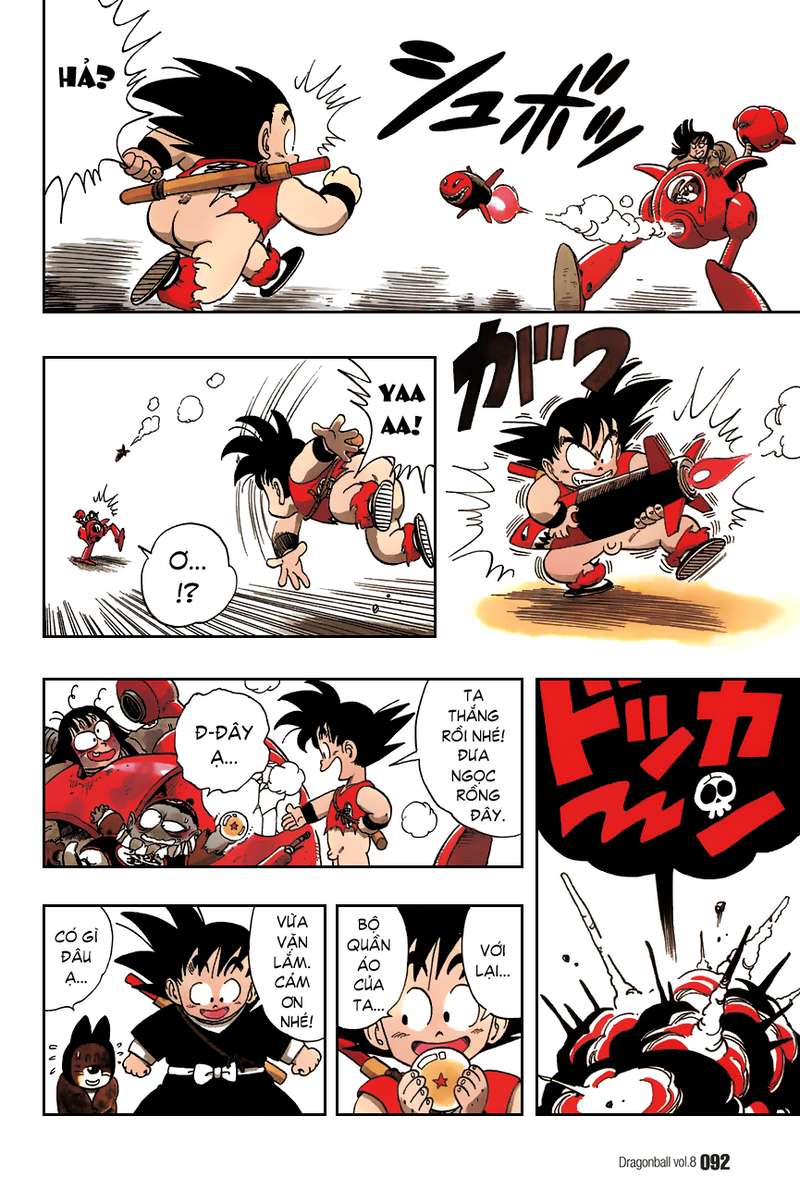 HẢ?
シュボッ
YAA
AA!
Ơ...
!?
ガッ
Đ-ĐÂY
Ạ...
TA
THẮNG
RỒI NHÉ!
ĐƯA
NGỌC
RỒNG
ĐÂY.
ドッカーン
CÓ GÌ
ĐÂU
Ạ...
VỪA
VẶN
LẮM.
CẢM
ƠN
NHÉ!
BỘ
QUẦN
ÁO
CỦA
TA...
VỚI
LẠI...
Dragonball vol.8 092